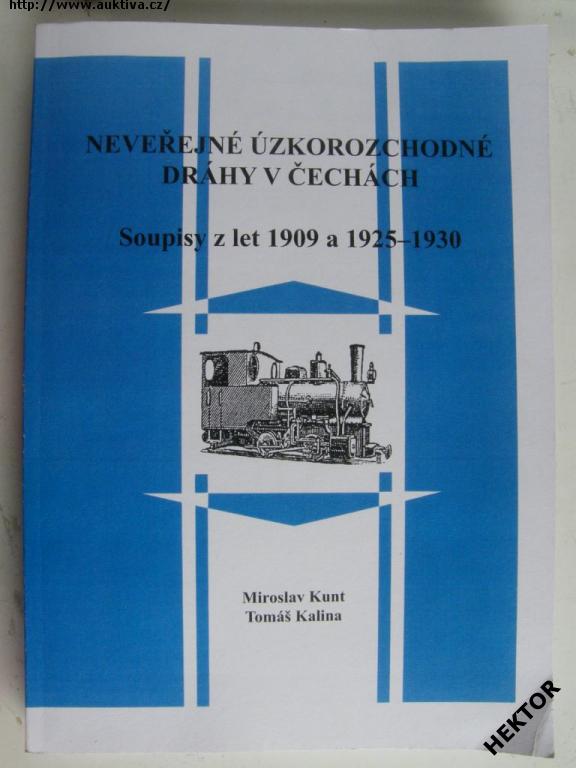 http://www.auktiva.cz/
NEVEŘEJNÉ ÚZKOROZCHODNÉ
DRÁHY V ČECHÁCH
Soupisy z let 1909 a 1925–1930
Miroslav Kunt
Tomáš Kalina
HEKTOR